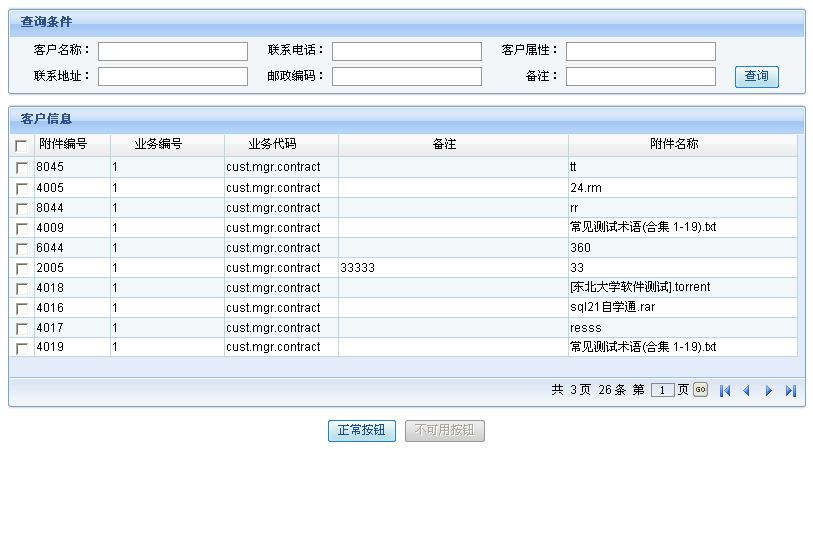 查询条件
客户名称： 联系电话： 客户属性：
联系地址： 邮政编码： 备注： 查询
客户信息
附件编号 业务编号 业务代码 备注 附件名称
8045 1 cust.mgr.contract tt
4005 1 cust.mgr.contract 24.rm
8044 1 cust.mgr.contract rr
4009 1 cust.mgr.contract 常见测试术语(合集 1-19).txt
6044 1 cust.mgr.contract 360
2005 1 cust.mgr.contract 33333 33
4018 1 cust.mgr.contract [东北大学软件测试].torrent
4016 1 cust.mgr.contract sql21自学通.rar
4017 1 cust.mgr.contract resss
4019 1 cust.mgr.contract 常见测试术语(合集 1-19).txt
共 3 页 26 条 第 1 页 GO
正常按钮 不可用按钮